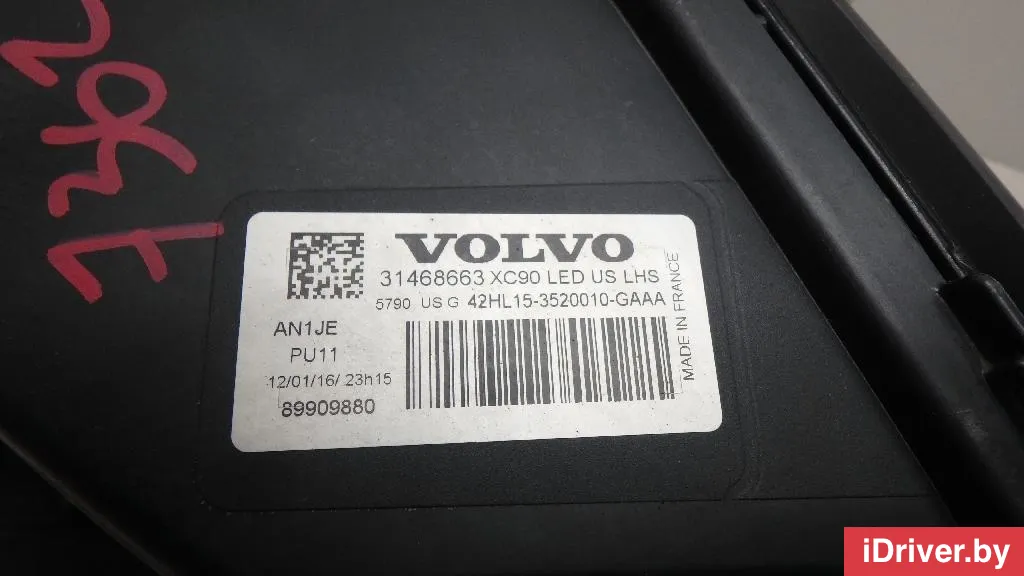 VOLVO
31468663 XC90 LED US LHS
5790 US G 42HL15-3520010-GAAA
AN1JE
PU11
12/01/16/ 23h15
89909880
MADE IN FRANCE
iDriver.by